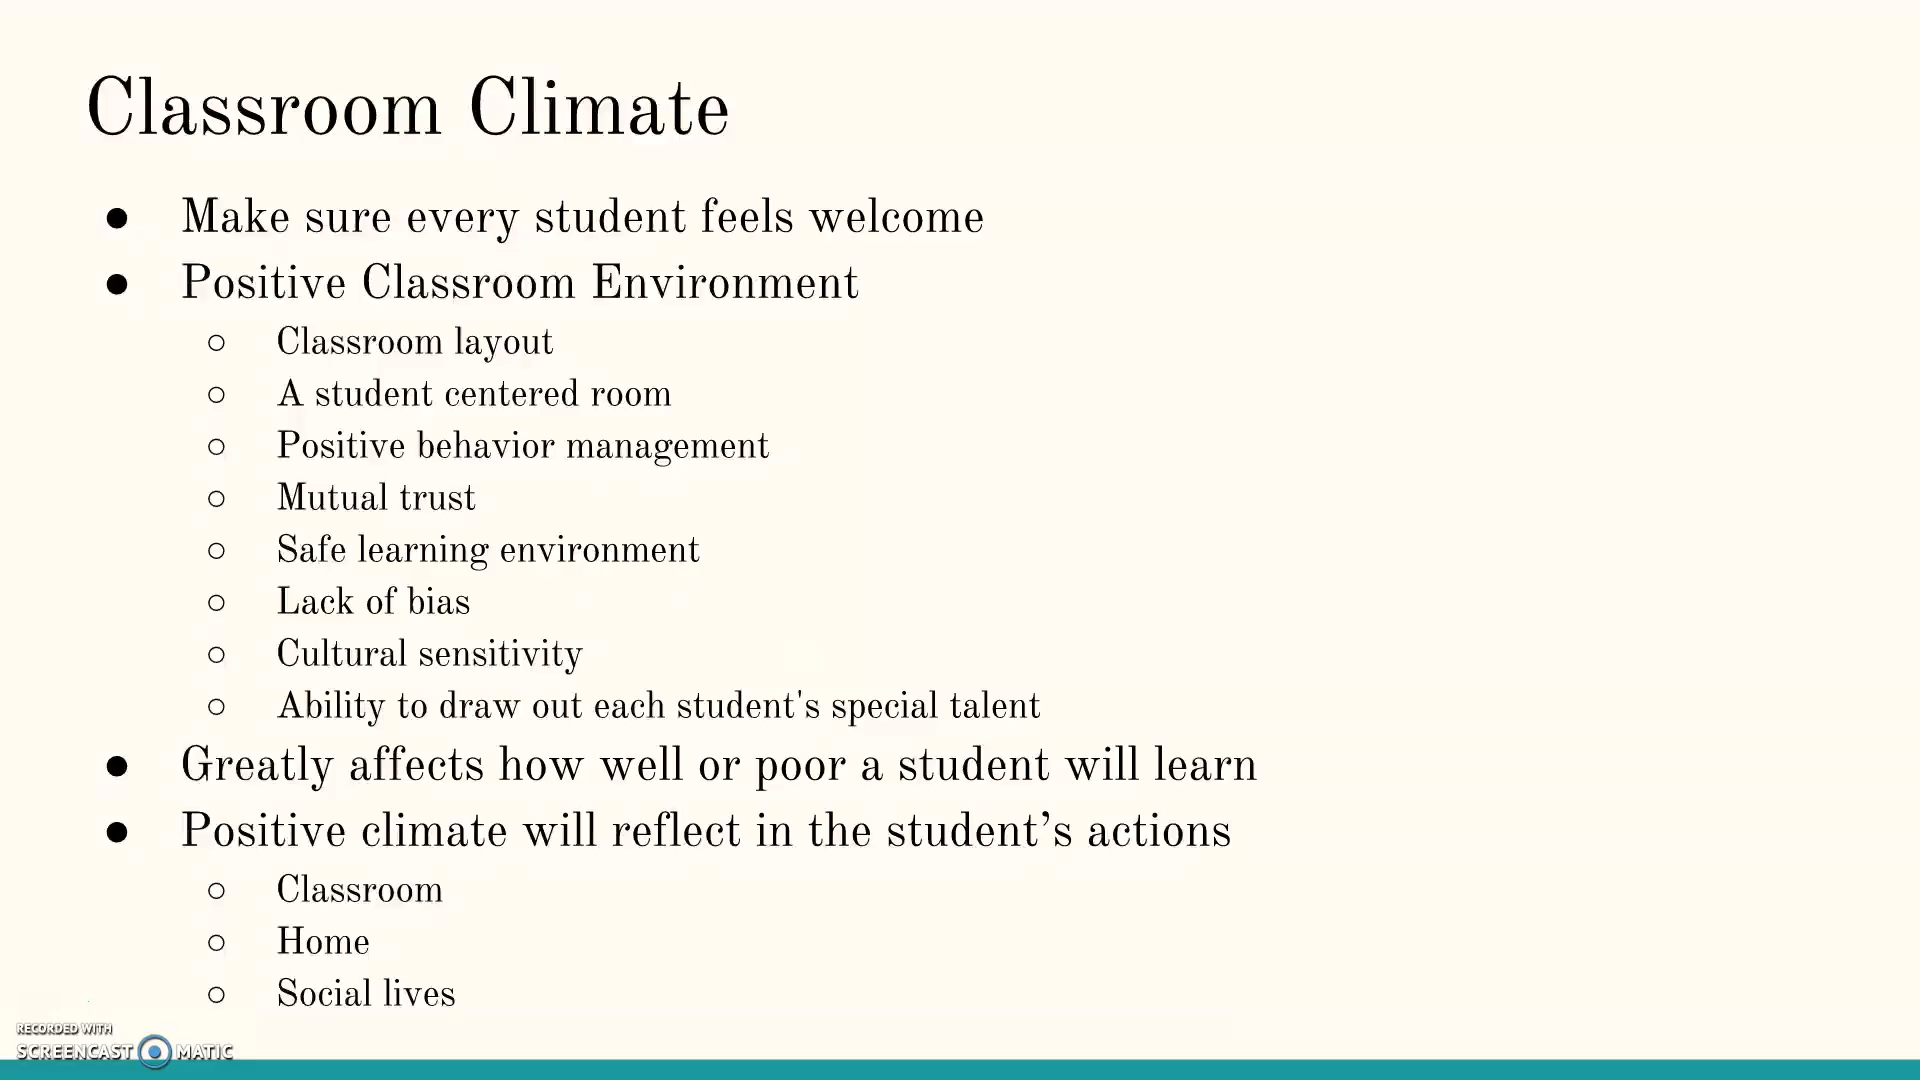 Classroom Climate
● Make sure every student feels welcome
● Positive Classroom Environment
○ Classroom layout
○ A student centered room
○ Positive behavior management
○ Mutual trust
○ Safe learning environment
○ Lack of bias
○ Cultural sensitivity
○ Ability to draw out each student's special talent
● Greatly affects how well or poor a student will learn
● Positive climate will reflect in the student’s actions
○ Classroom
○ Home
○ Social lives
RECORDED WITH
SCREENCAST MATIC